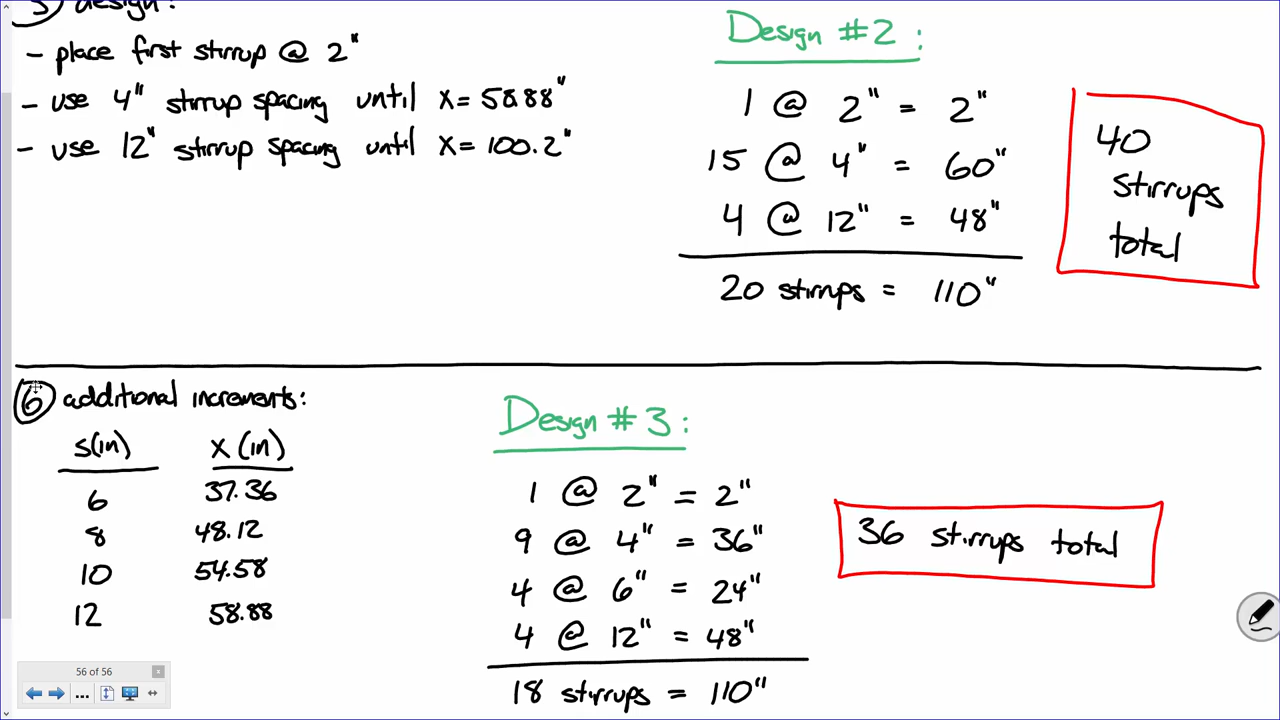 5 design:
- place first stirrup @ 2"
- use 4" stirrup spacing until x = 58.88"
- use 12" stirrup spacing until x = 100.2"
Design #2:
1 @ 2" = 2"
15 @ 4" = 60"
4 @ 12" = 48"
20 stirrups = 110"
40
stirrups
total
6 additional increments:
s(in) x(in)
6 37.36
8 48.12
10 54.58
12 58.88
Design #3:
1 @ 2" = 2"
9 @ 4" = 36"
4 @ 6" = 24"
4 @ 12" = 48"
18 stirrups = 110"
36 stirrups total
56 of 56